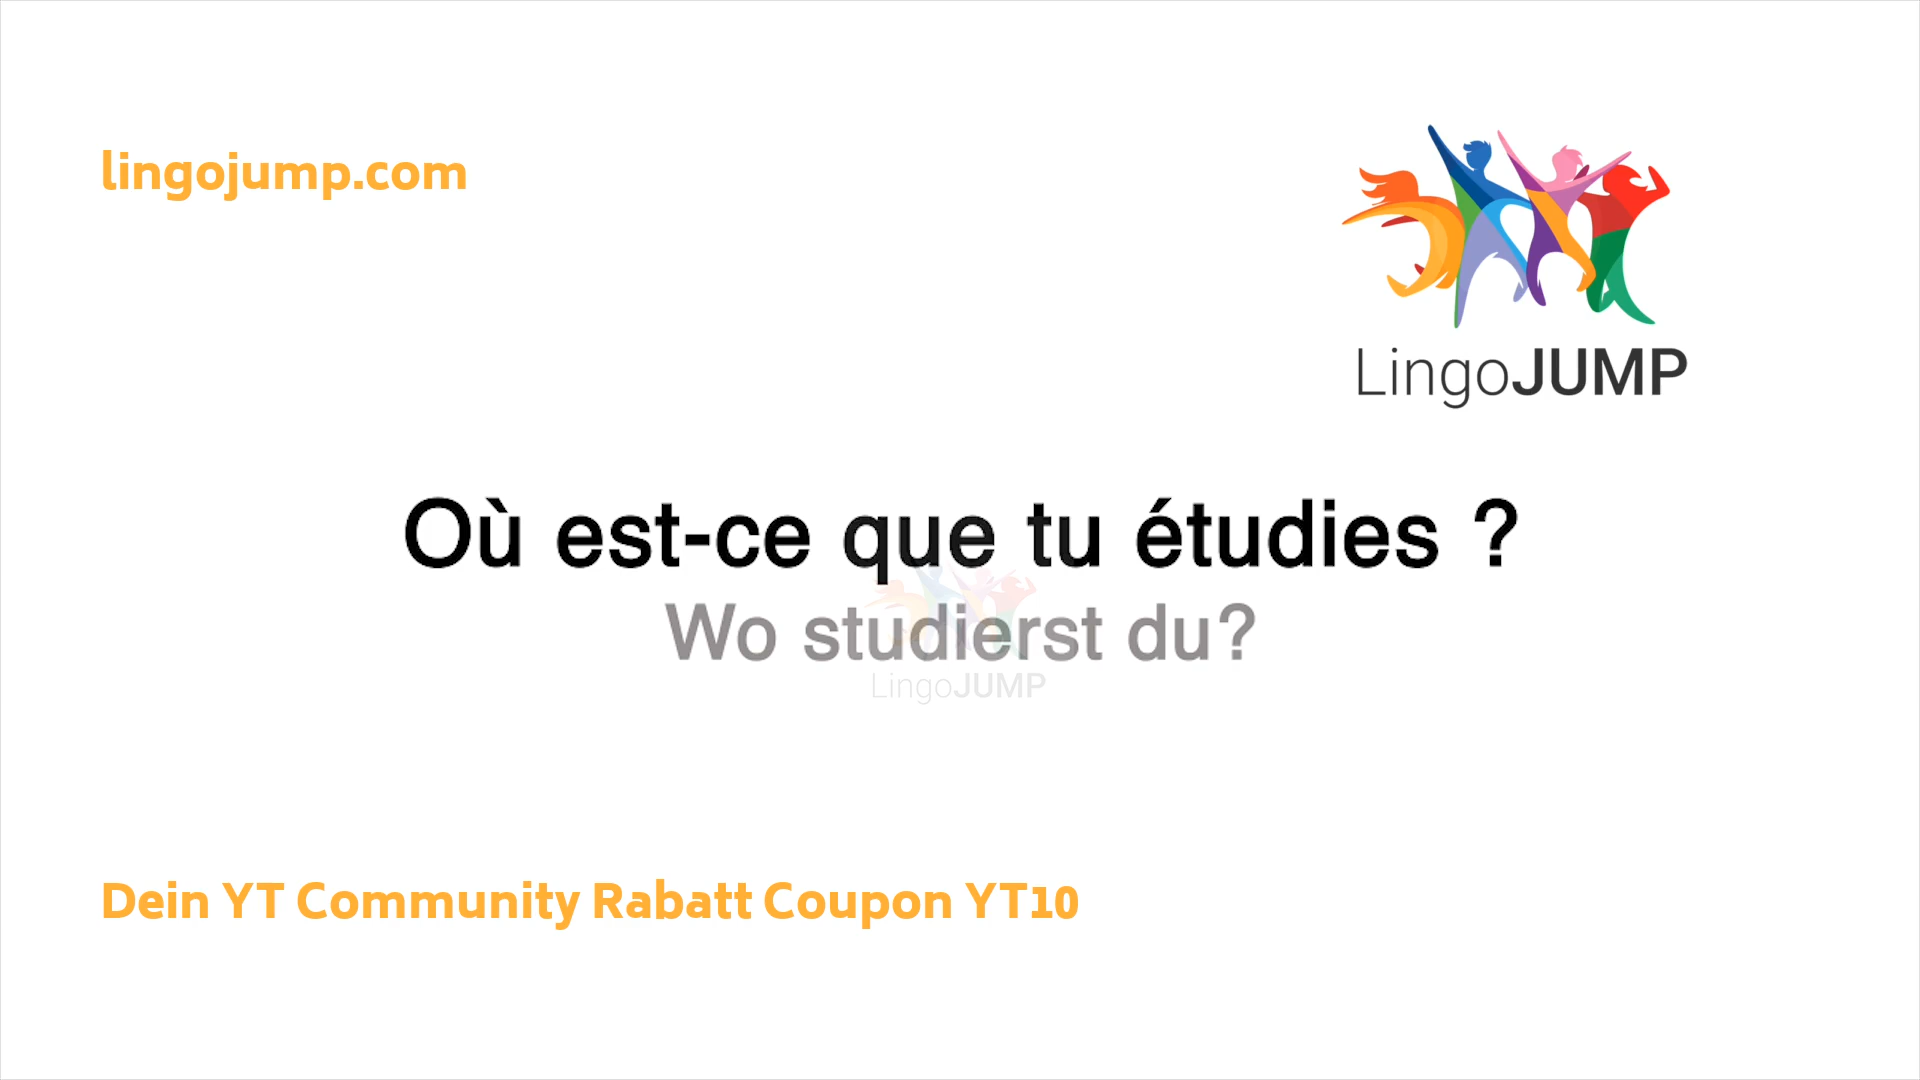 lingojump.com
LingoJUMP
Où est-ce que tu étudies ?
Wo studierst du?
LingoJUMP
Dein YT Community Rabatt Coupon YT10